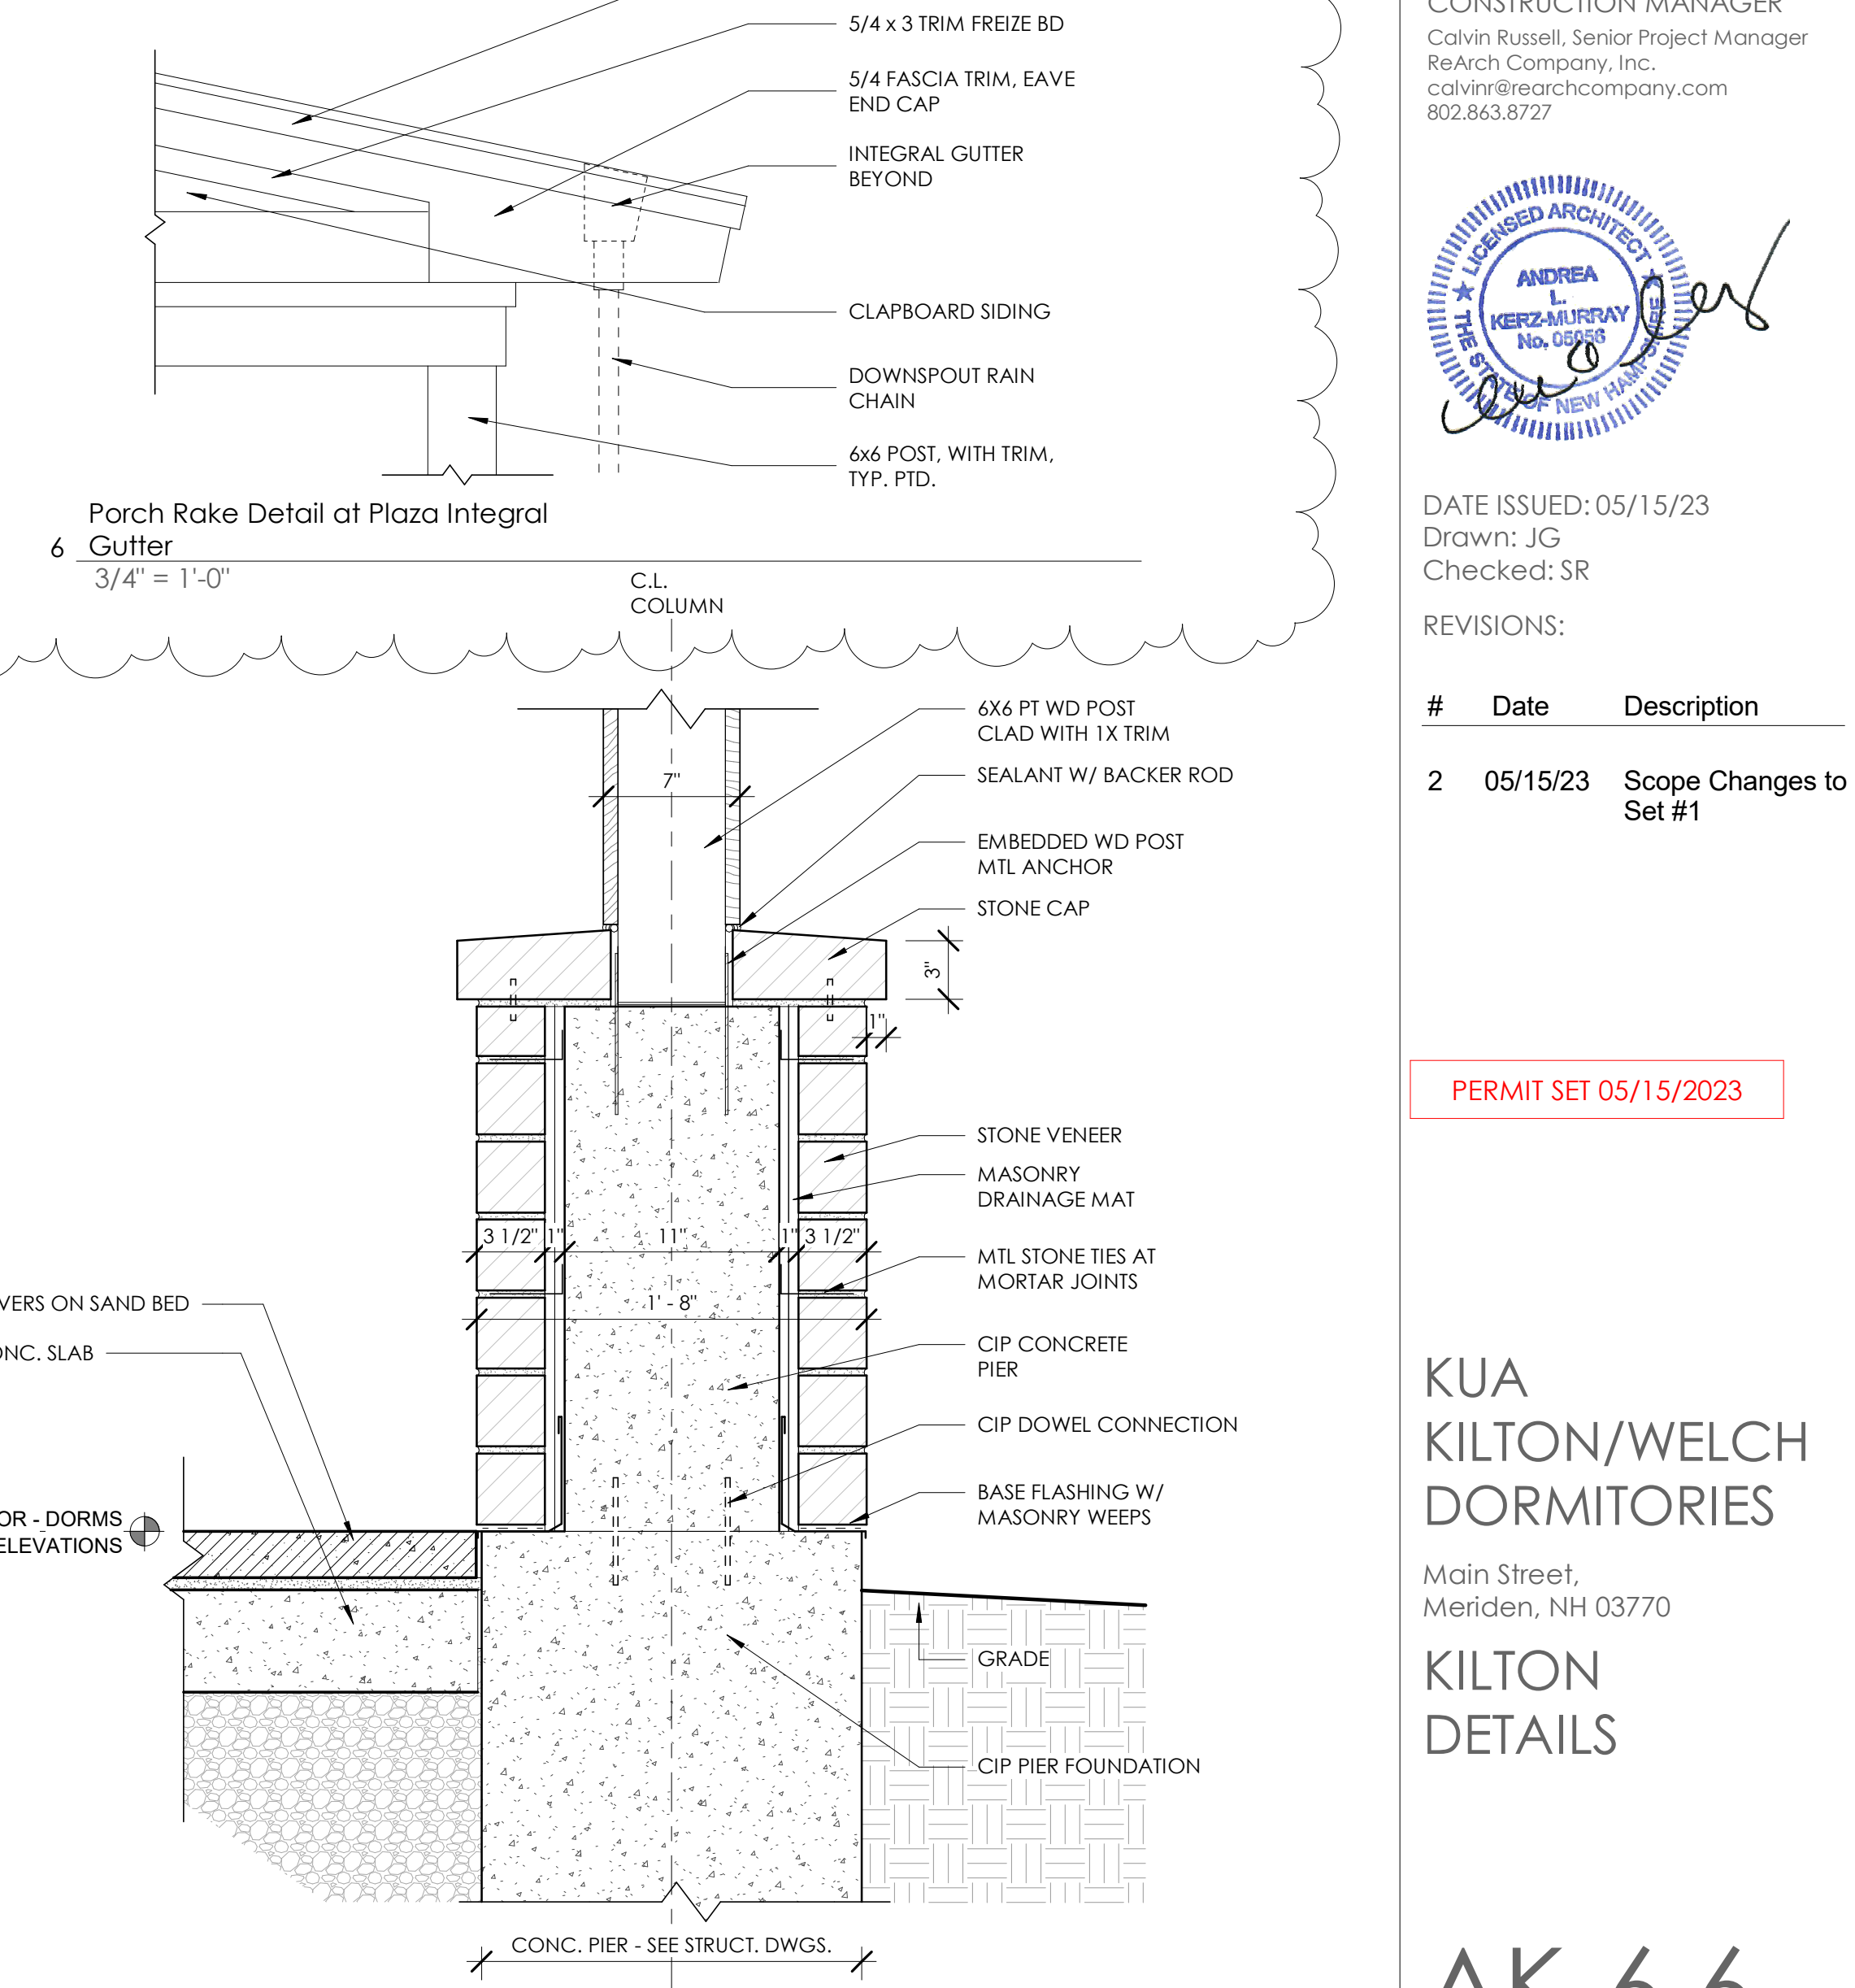 5/4 x 3 TRIM FREIZE BD
5/4 FASCIA TRIM, EAVE
END CAP
INTEGRAL GUTTER
BEYOND
CLAPBOARD SIDING
DOWNSPOUT RAIN
CHAIN
6x6 POST, WITH TRIM,
TYP. PTD.
Porch Rake Detail at Plaza Integral
6 Gutter
3/4" = 1'-0"
C.L.
COLUMN
6X6 PT WD POST
CLAD WITH 1X TRIM
7"
SEALANT W/ BACKER ROD
EMBEDDED WD POST
MTL ANCHOR
STONE CAP
3"
1"
STONE VENEER
MASONRY
DRAINAGE MAT
3 1/2" 1" 11" 1" 3 1/2"
MTL STONE TIES AT
MORTAR JOINTS
1' - 8"
VERS ON SAND BED
ONC. SLAB
CIP CONCRETE
PIER
CIP DOWEL CONNECTION
BASE FLASHING W/
MASONRY WEEPS
OR - DORMS
ELEVATIONS
GRADE
CIP PIER FOUNDATION
CONC. PIER - SEE STRUCT. DWGS.
CONSTRUCTION MANAGER
Calvin Russell, Senior Project Manager
ReArch Company, Inc.
calvinr@rearchcompany.com
802.863.8727
LICENSED ARCHITECT
ANDREA
L.
KERZ-MURRAY
No. 05056
THE STATE OF NEW HAMPSHIRE
DATE ISSUED: 05/15/23
Drawn: JG
Checked: SR
REVISIONS:
# Date Description
2 05/15/23 Scope Changes to
Set #1
PERMIT SET 05/15/2023
KUA
KILTON/WELCH
DORMITORIES
Main Street,
Meriden, NH 03770
KILTON
DETAILS
AK 6.6